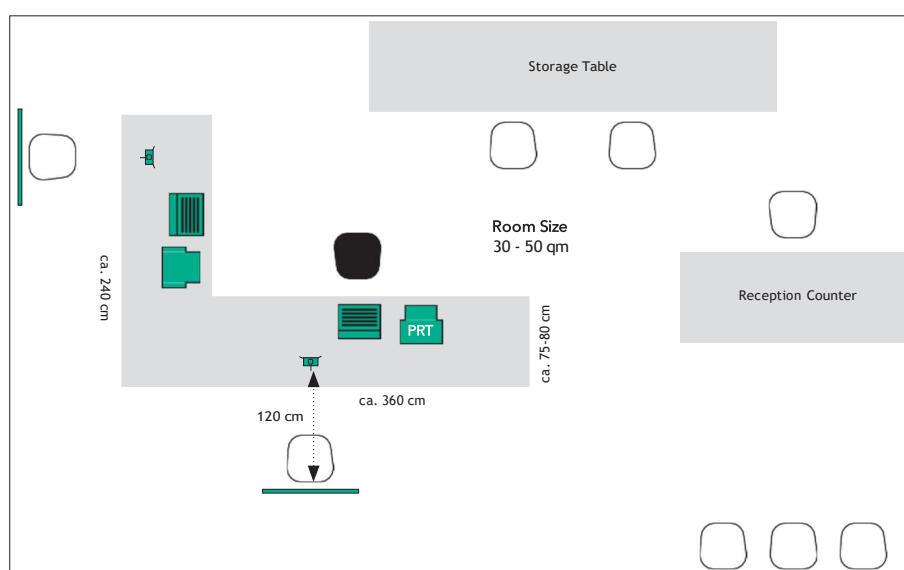 Storage Table
Room Size
30 - 50 qm
ca. 240 cm
Reception Counter
PRT
ca. 75-80 cm
ca. 360 cm
120 cm